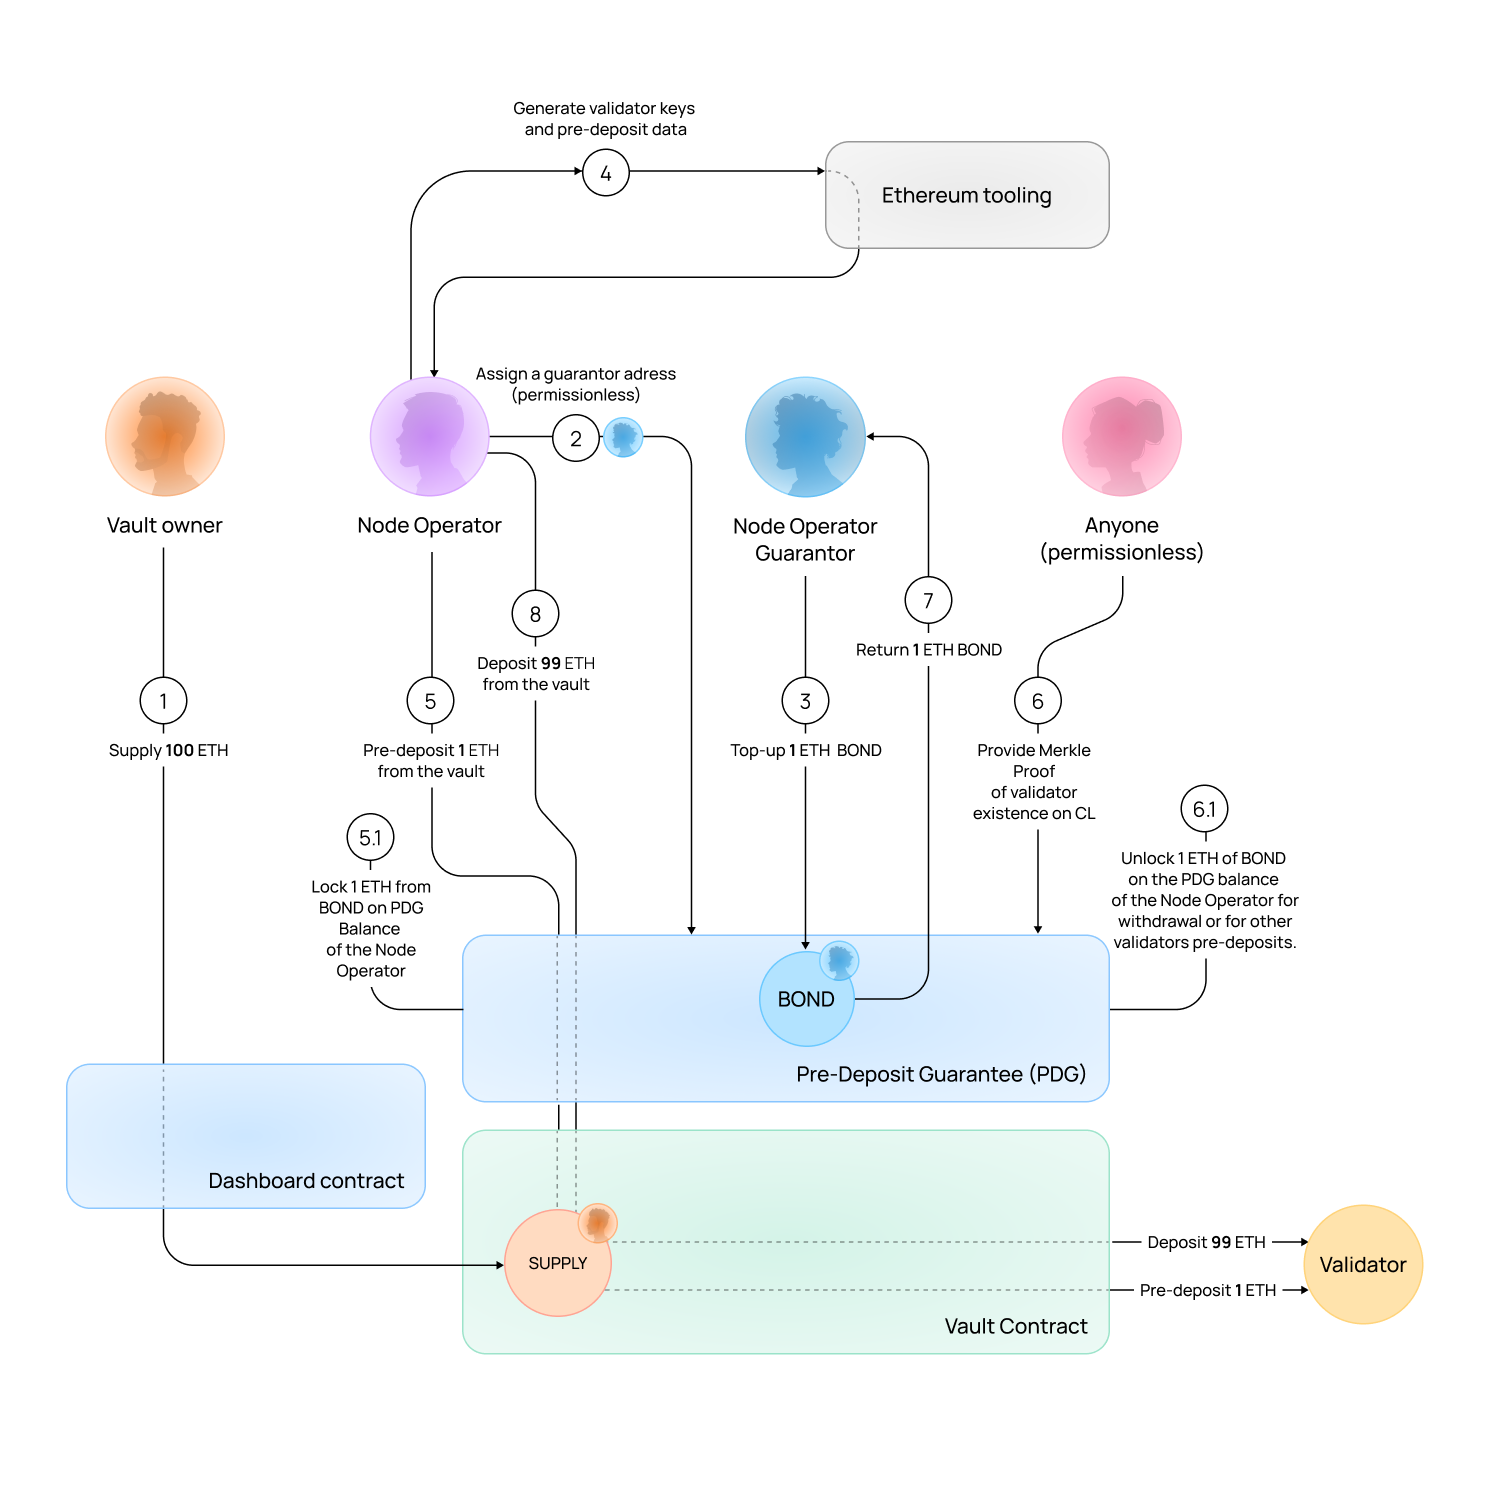 Generate validator keys
and pre-deposit data
4
Ethereum tooling
Assign a guarantor adress
(permissionless)
2
Vault owner
Node Operator
Node Operator
Guarantor
Anyone
(permissionless)
8
Deposit 99 ETH
from the vault
7
Return 1 ETH BOND
1
Supply 100 ETH
5
Pre-deposit 1 ETH
from the vault
3
Top-up 1 ETH BOND
6
Provide Merkle
Proof
of validator
existence on CL
5.1
Lock 1 ETH from
BOND on PDG
Balance
of the Node
Operator
6.1
Unlock 1 ETH of BOND
on the PDG balance
of the Node Operator for
withdrawal or for other
validators pre-deposits.
BOND
Pre-Deposit Guarantee (PDG)
Dashboard contract
SUPPLY
Deposit 99 ETH
Pre-deposit 1 ETH
Validator
Vault Contract